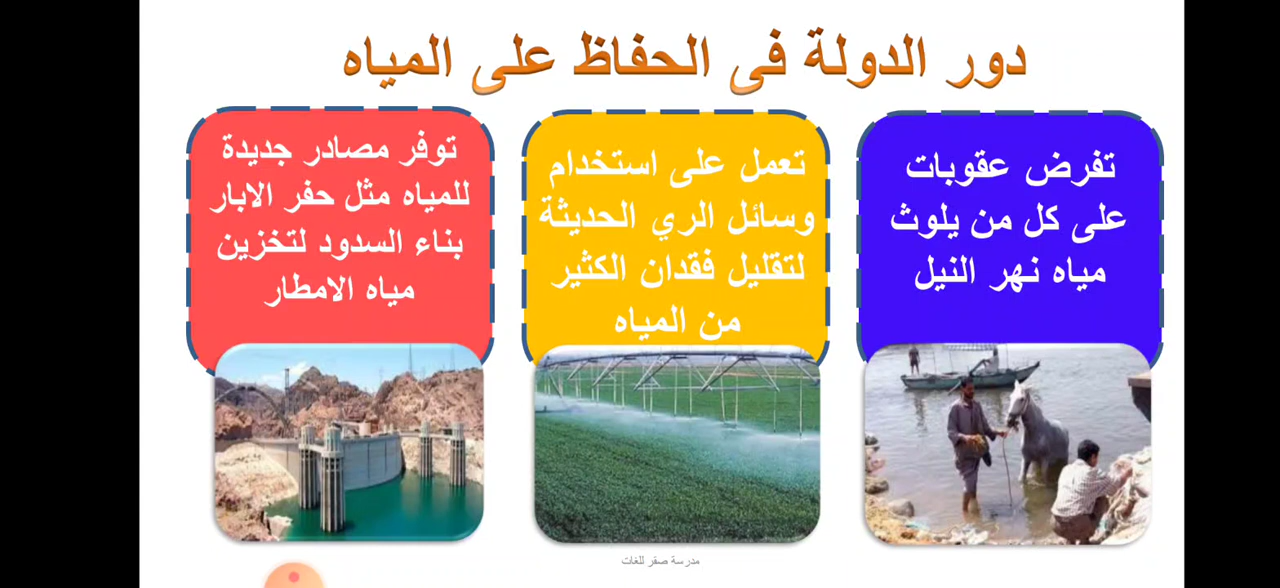 دور الدولة فى الحفاظ على المياه
تفرض عقوبات
على كل من يلوث
مياه نهر النيل
تعمل على استخدام
وسائل الري الحديثة
لتقليل فقدان الكثير
من المياه
توفر مصادر جديدة
للمياه مثل حفر الابار
بناء السدود لتخزين
مياه الامطار
مدرسة صقر للغات